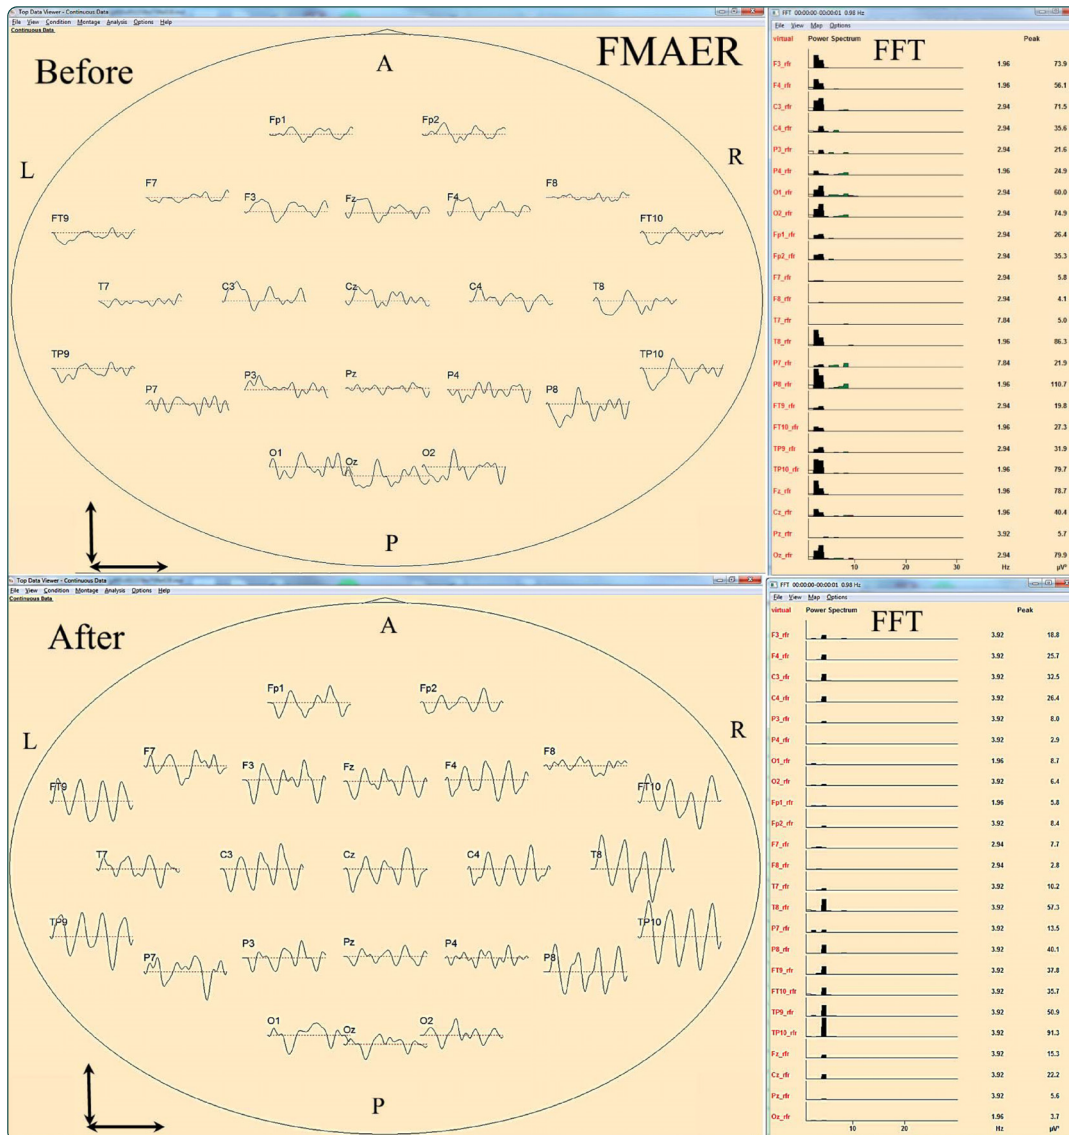 Top Data Viewer - Continuous Data
File View Condition Montage Analysis Options Help
Continuous Data
Before
FMAER
A
L
R
P
Fp1 Fp2
F7 F3 Fz F4 F8
FT9 FT10
T7 C3 Cz C4 T8
TP9 TP10
P7 P3 Pz P4 P8
O1 Oz O2
FFT 00:00:00-00:00:01 0.98 Hz
File View Map Options
virtual Power Spectrum Peak
FFT
F3_rfr 1.96 73.9
F4_rfr 1.96 56.1
C3_rfr 2.94 71.5
C4_rfr 2.94 35.6
P3_rfr 2.94 21.6
P4_rfr 1.96 24.9
O1_rfr 2.94 60.0
O2_rfr 2.94 74.9
Fp1_rfr 2.94 26.4
Fp2_rfr 2.94 35.3
F7_rfr 2.94 5.8
F8_rfr 2.94 4.1
T7_rfr 7.84 5.0
T8_rfr 1.96 86.3
P7_rfr 7.84 21.9
P8_rfr 1.96 110.7
FT9_rfr 2.94 19.8
FT10_rfr 1.96 27.3
TP9_rfr 2.94 31.9
TP10_rfr 1.96 79.7
Fz_rfr 1.96 78.7
Cz_rfr 1.96 40.4
Pz_rfr 3.92 5.7
Oz_rfr 2.94 79.9
10 20 30 Hz µV²
Top Data Viewer - Continuous Data
File View Condition Montage Analysis Options Help
Continuous Data
After
A
L
R
P
Fp1 Fp2
F7 F3 Fz F4 F8
FT9 FT10
T7 C3 Cz C4 T8
TP9 TP10
P7 P3 Pz P4 P8
O1 Oz O2
FFT 00:00:00-00:00:01 0.98 Hz
File View Map Options
virtual Power Spectrum Peak
FFT
F3_rfr 3.92 18.8
F4_rfr 3.92 25.7
C3_rfr 3.92 32.5
C4_rfr 3.92 26.4
P3_rfr 3.92 8.0
P4_rfr 3.92 2.9
O1_rfr 1.96 8.7
O2_rfr 3.92 6.4
Fp1_rfr 1.96 5.8
Fp2_rfr 3.92 8.4
F7_rfr 2.94 7.7
F8_rfr 2.94 2.8
T7_rfr 3.92 10.2
T8_rfr 3.92 57.3
P7_rfr 3.92 13.5
P8_rfr 3.92 40.1
FT9_rfr 3.92 37.8
FT10_rfr 3.92 35.7
TP9_rfr 3.92 50.9
TP10_rfr 3.92 91.3
Fz_rfr 3.92 15.3
Cz_rfr 3.92 22.2
Pz_rfr 3.92 5.6
Oz_rfr 1.96 3.7
10 20 Hz µV²